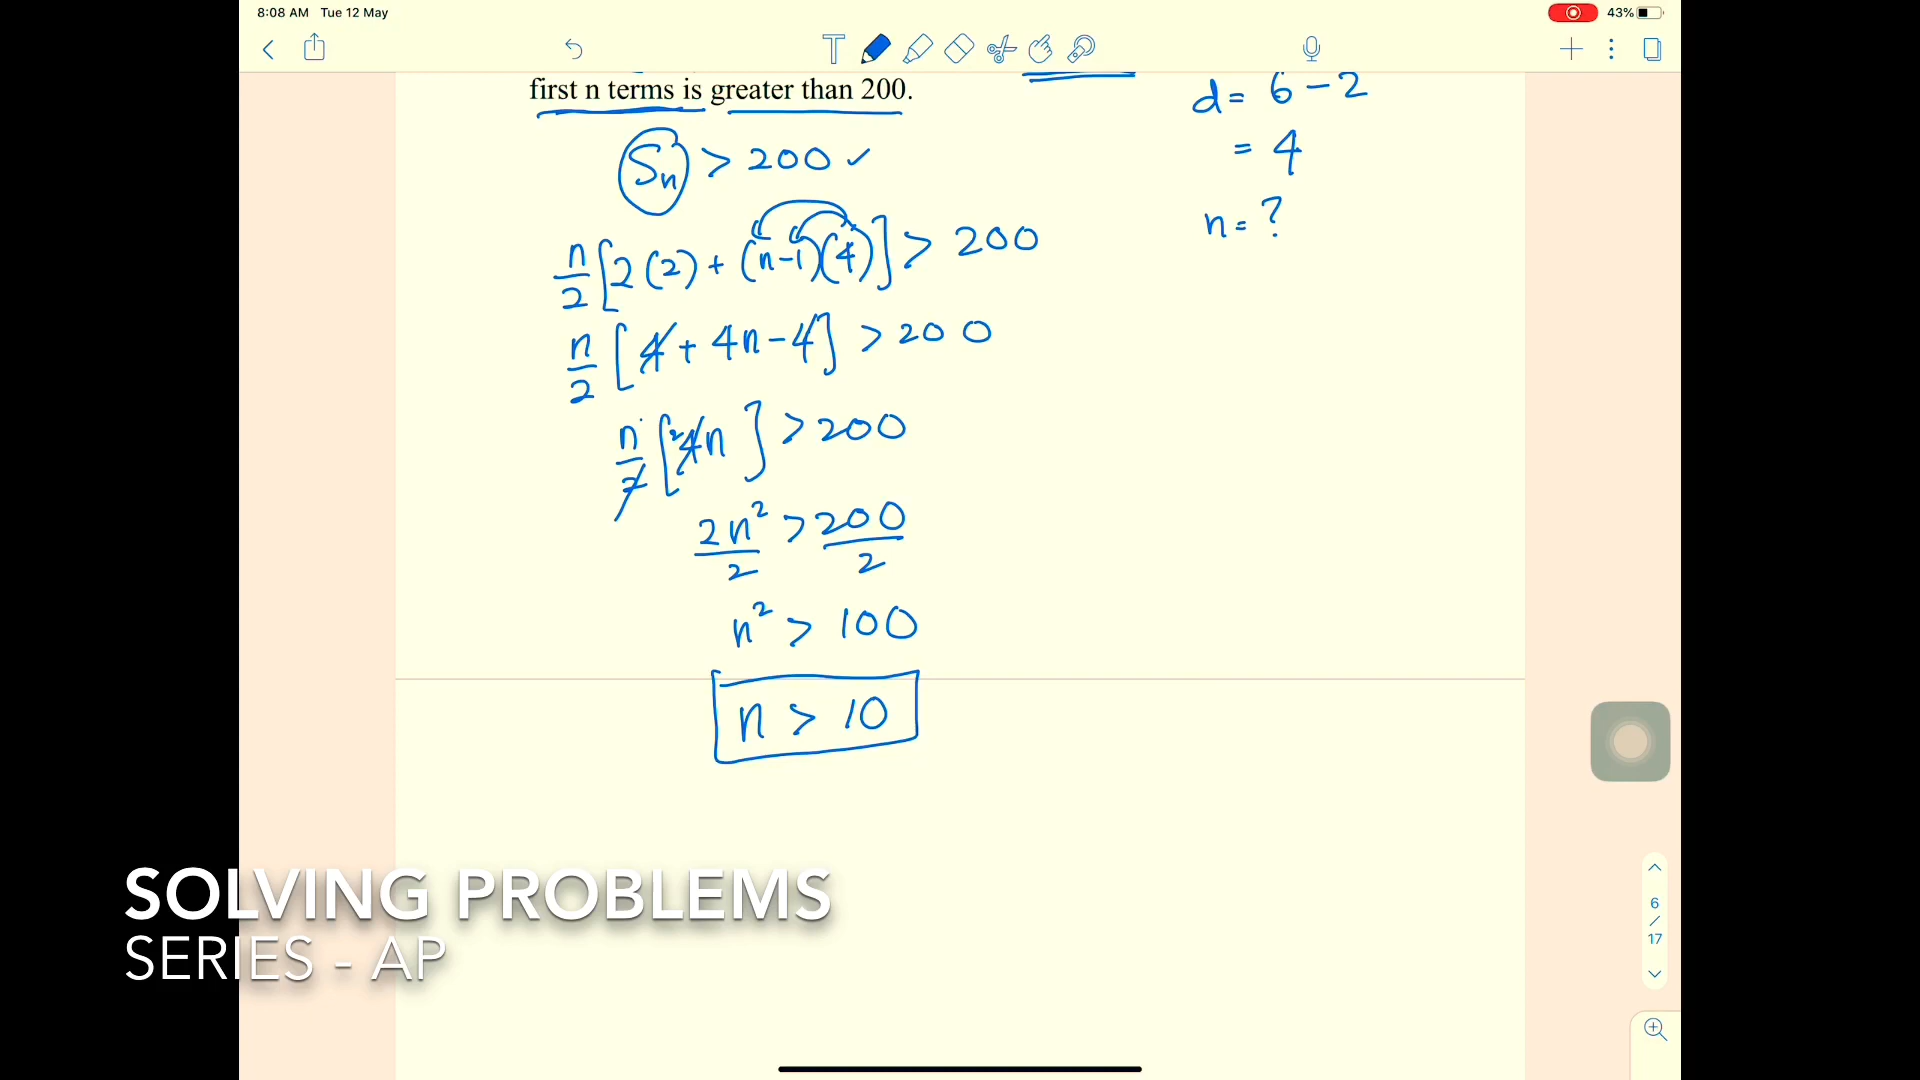 8:08 AM Tue 12 May
43%
T
first n terms is greater than 200.
d = 6 - 2
= 4
n = ?
Sn > 200 ✓
n/2 [2(2) + (n-1)(4)] > 200
n/2 [4 + 4n - 4] > 200
n/2 [2 4n] > 200
2n²/2 > 200/2
n² > 100
n > 10
SOLVING PROBLEMS
SERIES - AP
6
/
17